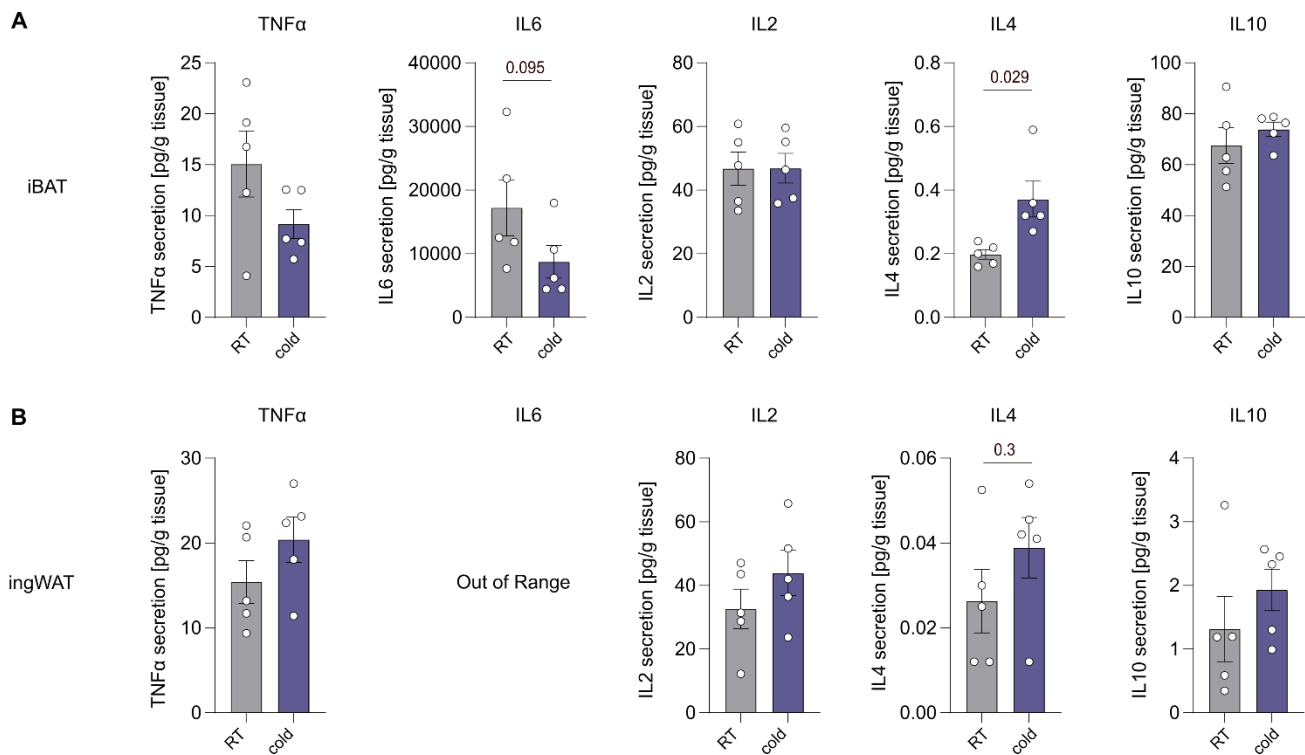 A
TNFα
IL6
IL2
IL4
IL10
iBAT
TNFα secretion [pg/g tissue]
25
20
15
10
5
0
RT
cold
IL6 secretion [pg/g tissue]
40000
30000
20000
10000
0
0.095
RT
cold
IL2 secretion [pg/g tissue]
80
60
40
20
0
RT
cold
IL4 secretion [pg/g tissue]
0.8
0.6
0.4
0.2
0.0
0.029
RT
cold
IL10 secretion [pg/g tissue]
100
80
60
40
20
0
RT
cold
B
TNFα
IL6
IL2
IL4
IL10
ingWAT
TNFα secretion [pg/g tissue]
30
20
10
0
RT
cold
Out of Range
IL2 secretion [pg/g tissue]
80
60
40
20
0
RT
cold
IL4 secretion [pg/g tissue]
0.06
0.04
0.02
0.00
0.3
RT
cold
IL10 secretion [pg/g tissue]
4
3
2
1
0
RT
cold